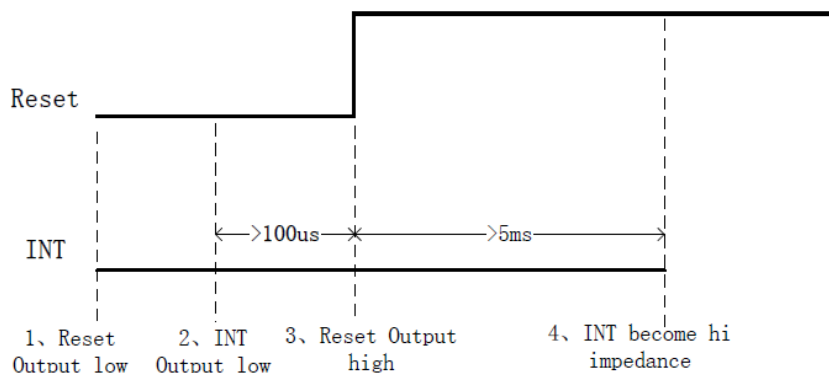 Reset
>100us
>5ms
INT
1、Reset
Output low
2、INT
Output low
3、Reset Output
high
4、INT become hi
impedance